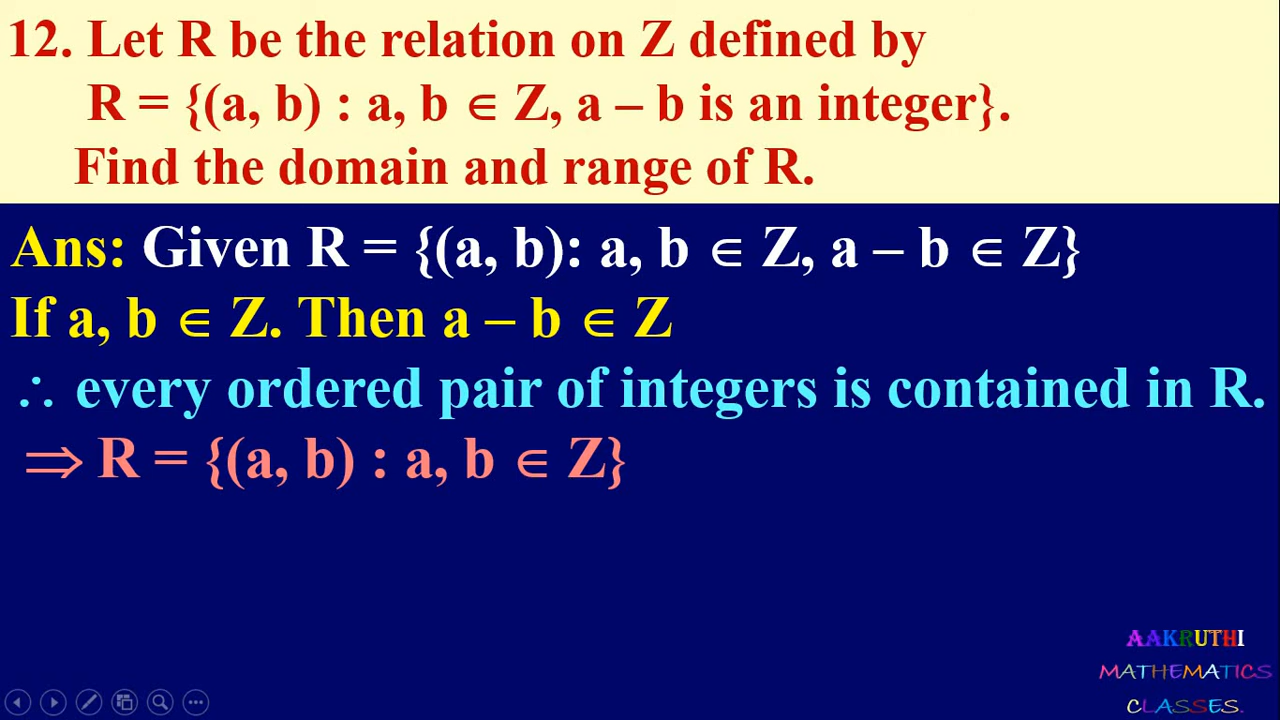 12. Let R be the relation on Z defined by
R = {(a, b) : a, b ∈ Z, a – b is an integer}.
Find the domain and range of R.
Ans: Given R = {(a, b): a, b ∈ Z, a – b ∈ Z}
If a, b ∈ Z. Then a – b ∈ Z
∴ every ordered pair of integers is contained in R.
⇒ R = {(a, b) : a, b ∈ Z}
AAKRUTHI
MATHEMATICS
CLASSES.